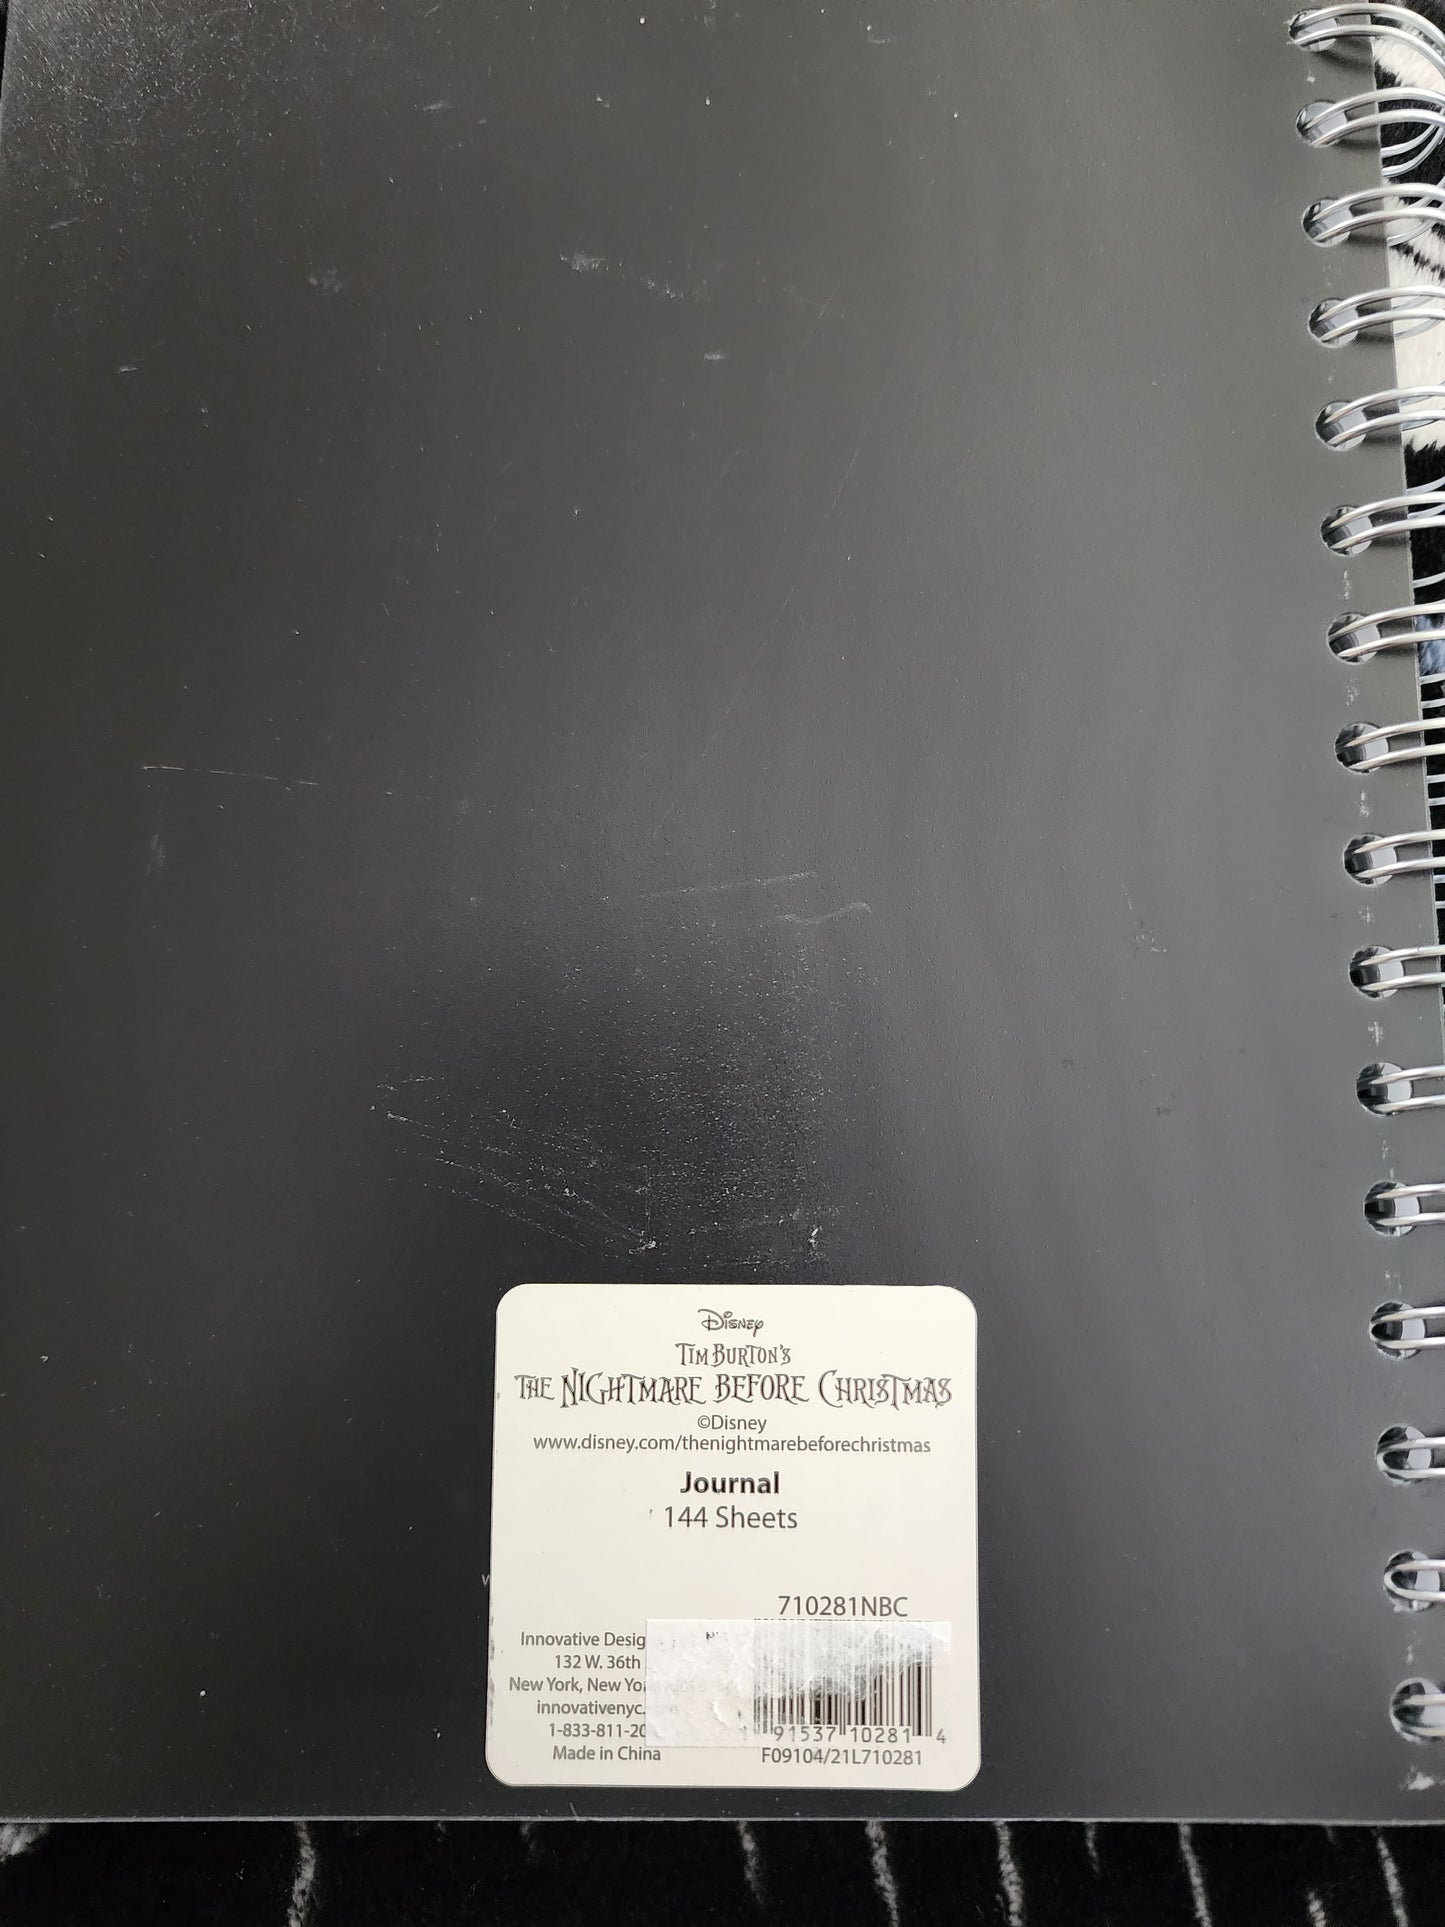 Disney
TIM BURTON'S
THE NIGHTMARE BEFORE CHRISTMAS
©Disney
www.disney.com/thenightmarebeforechristmas
Journal
144 Sheets
710281NBC
Innovative Desig
132 W. 36th
New York, New Yo
innovativenyc.
1-833-811-20
Made in China
91537 10281 4
F09104/21L710281